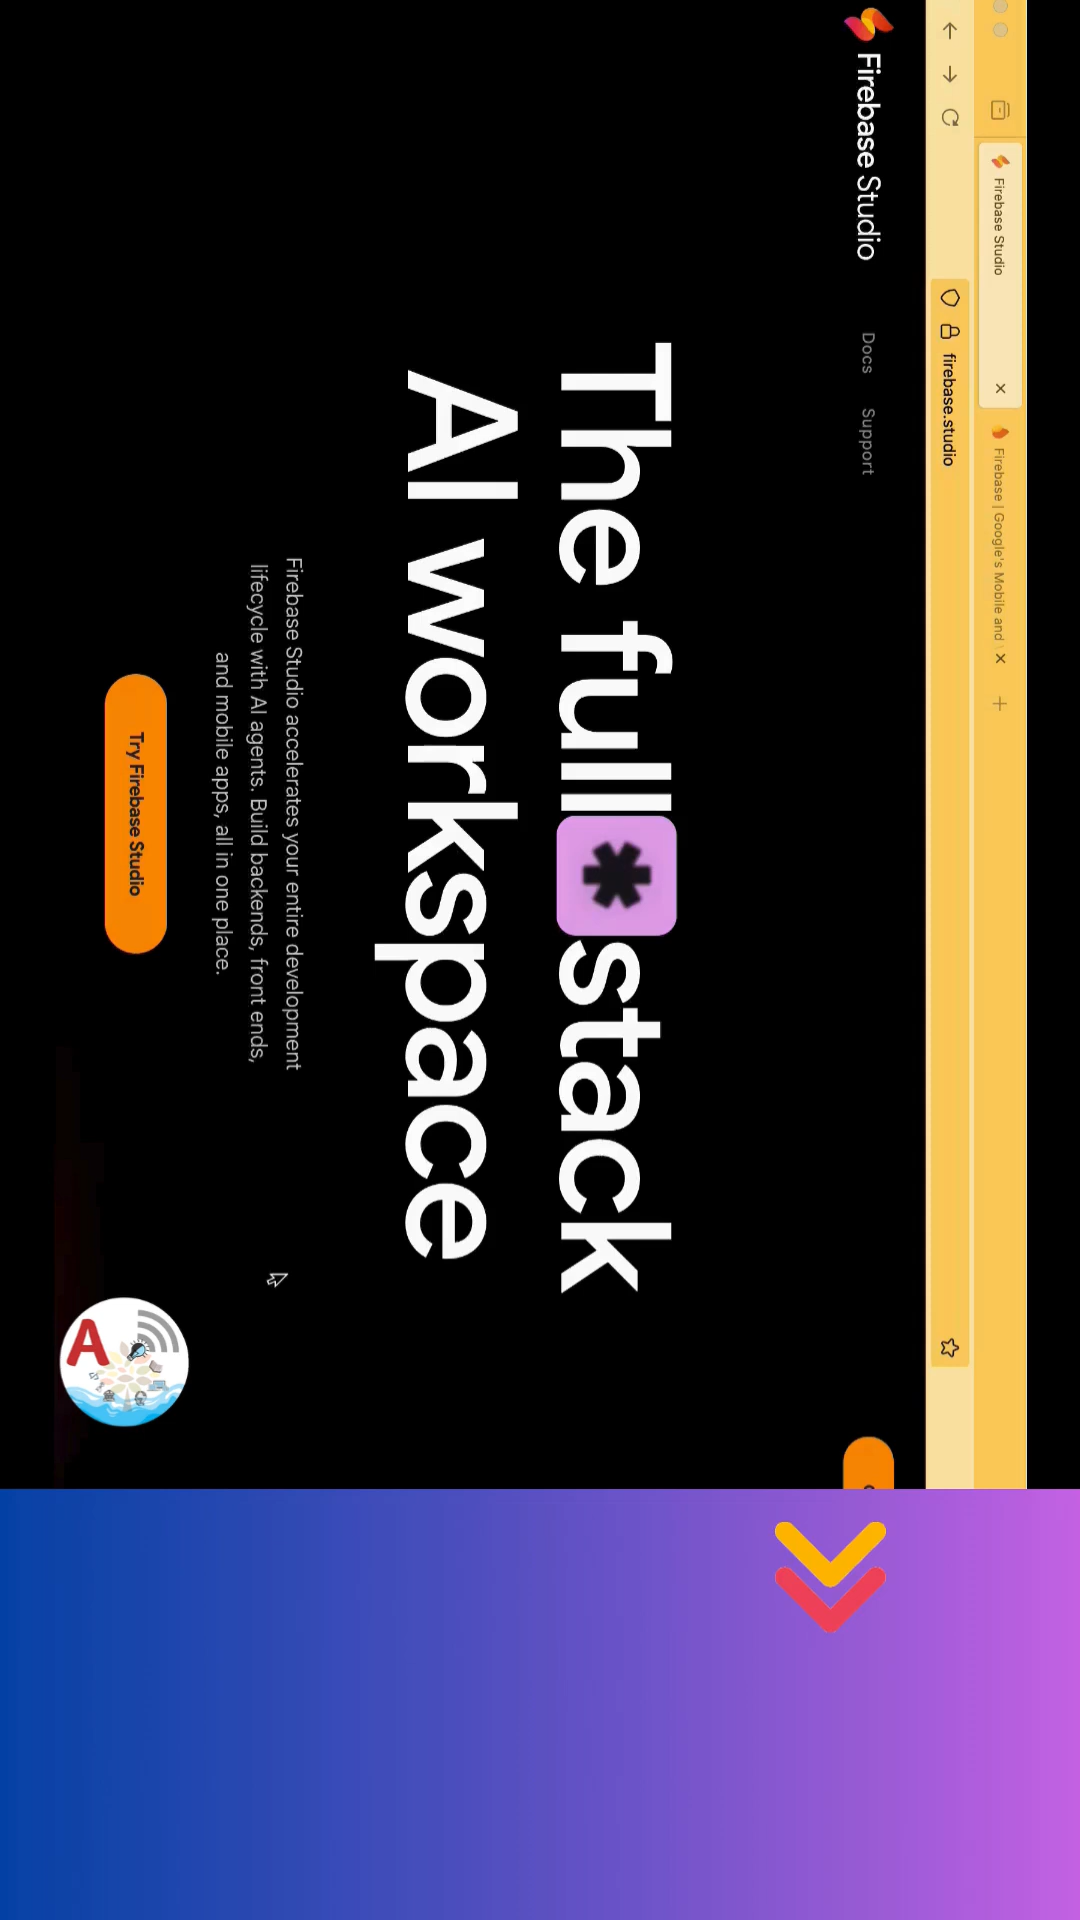 Firebase Studio
Firebase | Google's Mobile and
firebase.studio
Firebase Studio
Docs
Support
The full stack
AI workspace
Firebase Studio accelerates your entire development
lifecycle with AI agents. Build backends, front ends,
and mobile apps, all in one place.
Try Firebase Studio
A